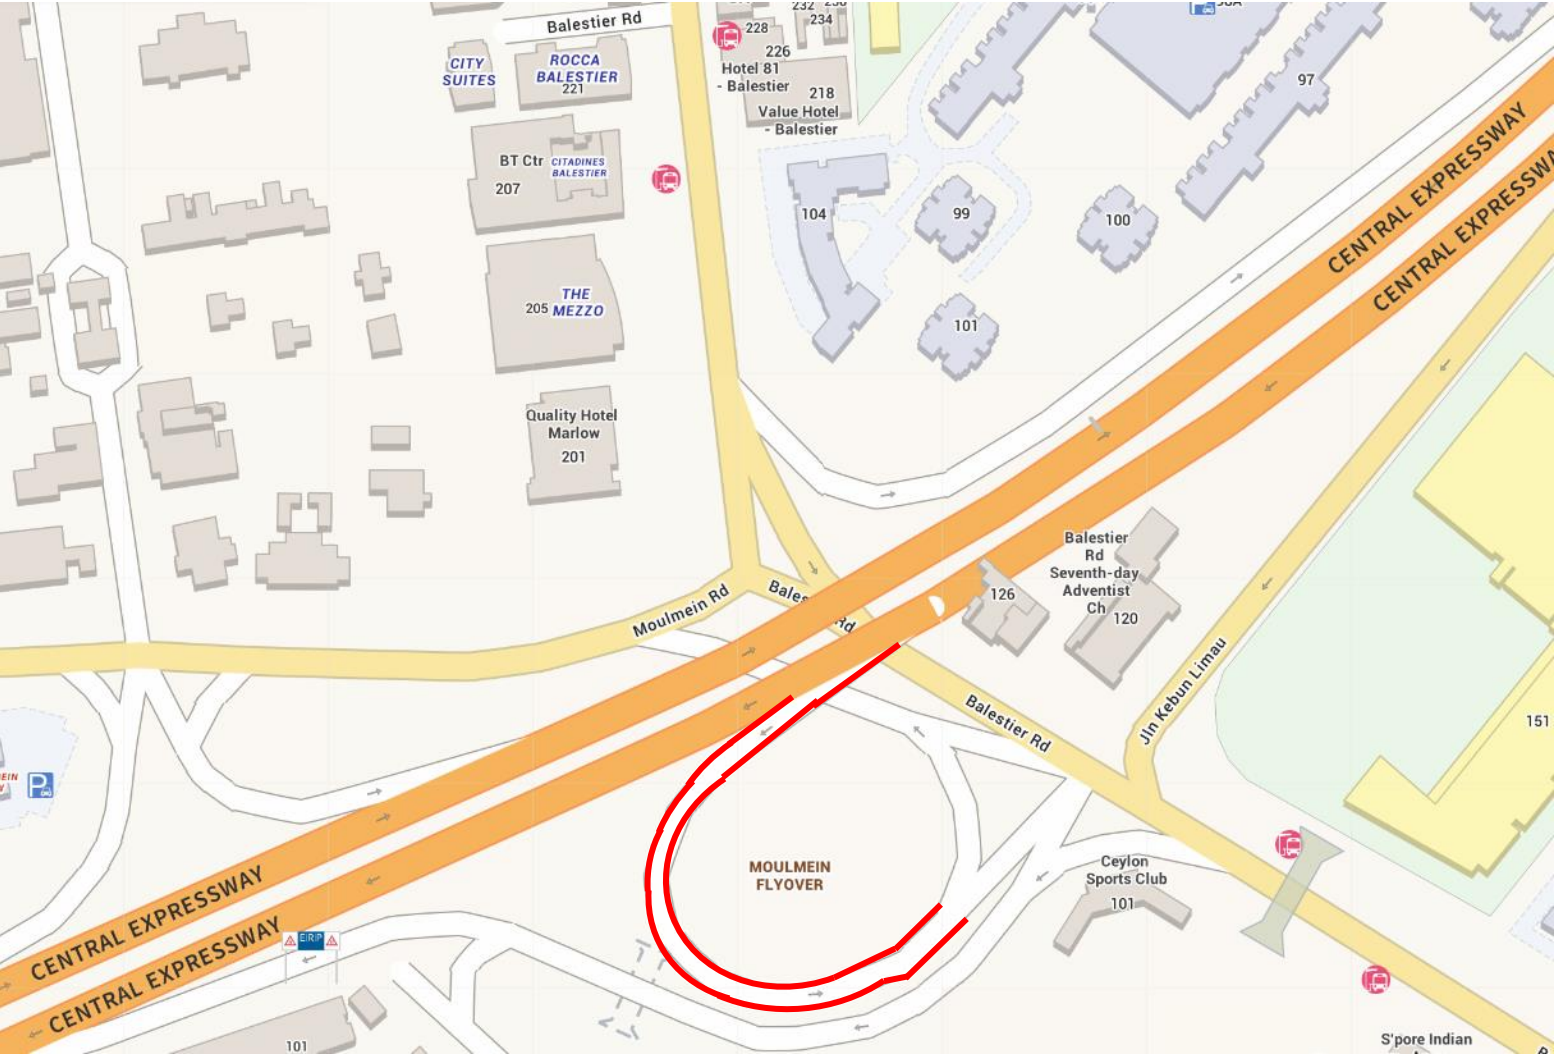 Balestier Rd
232
234
228
226
Hotel 81
- Balestier
218
Value Hotel
- Balestier
CITY
SUITES
ROCCA
BALESTIER
221
97
CENTRAL EXPRESSWAY
CENTRAL EXPRESSWAY
BT Ctr
207
CITADINES
BALESTIER
104
99
100
205
THE
MEZZO
101
Quality Hotel
Marlow
201
Balestier
Rd
Seventh-day
Adventist
Ch
120
126
Moulmein Rd
Rd
Balestier Rd
Jln Kebun Limau
151
P
MOULMEIN
FLYOVER
Ceylon
Sports Club
101
CENTRAL EXPRESSWAY
CENTRAL EXPRESSWAY
ERP
101
S'pore Indian